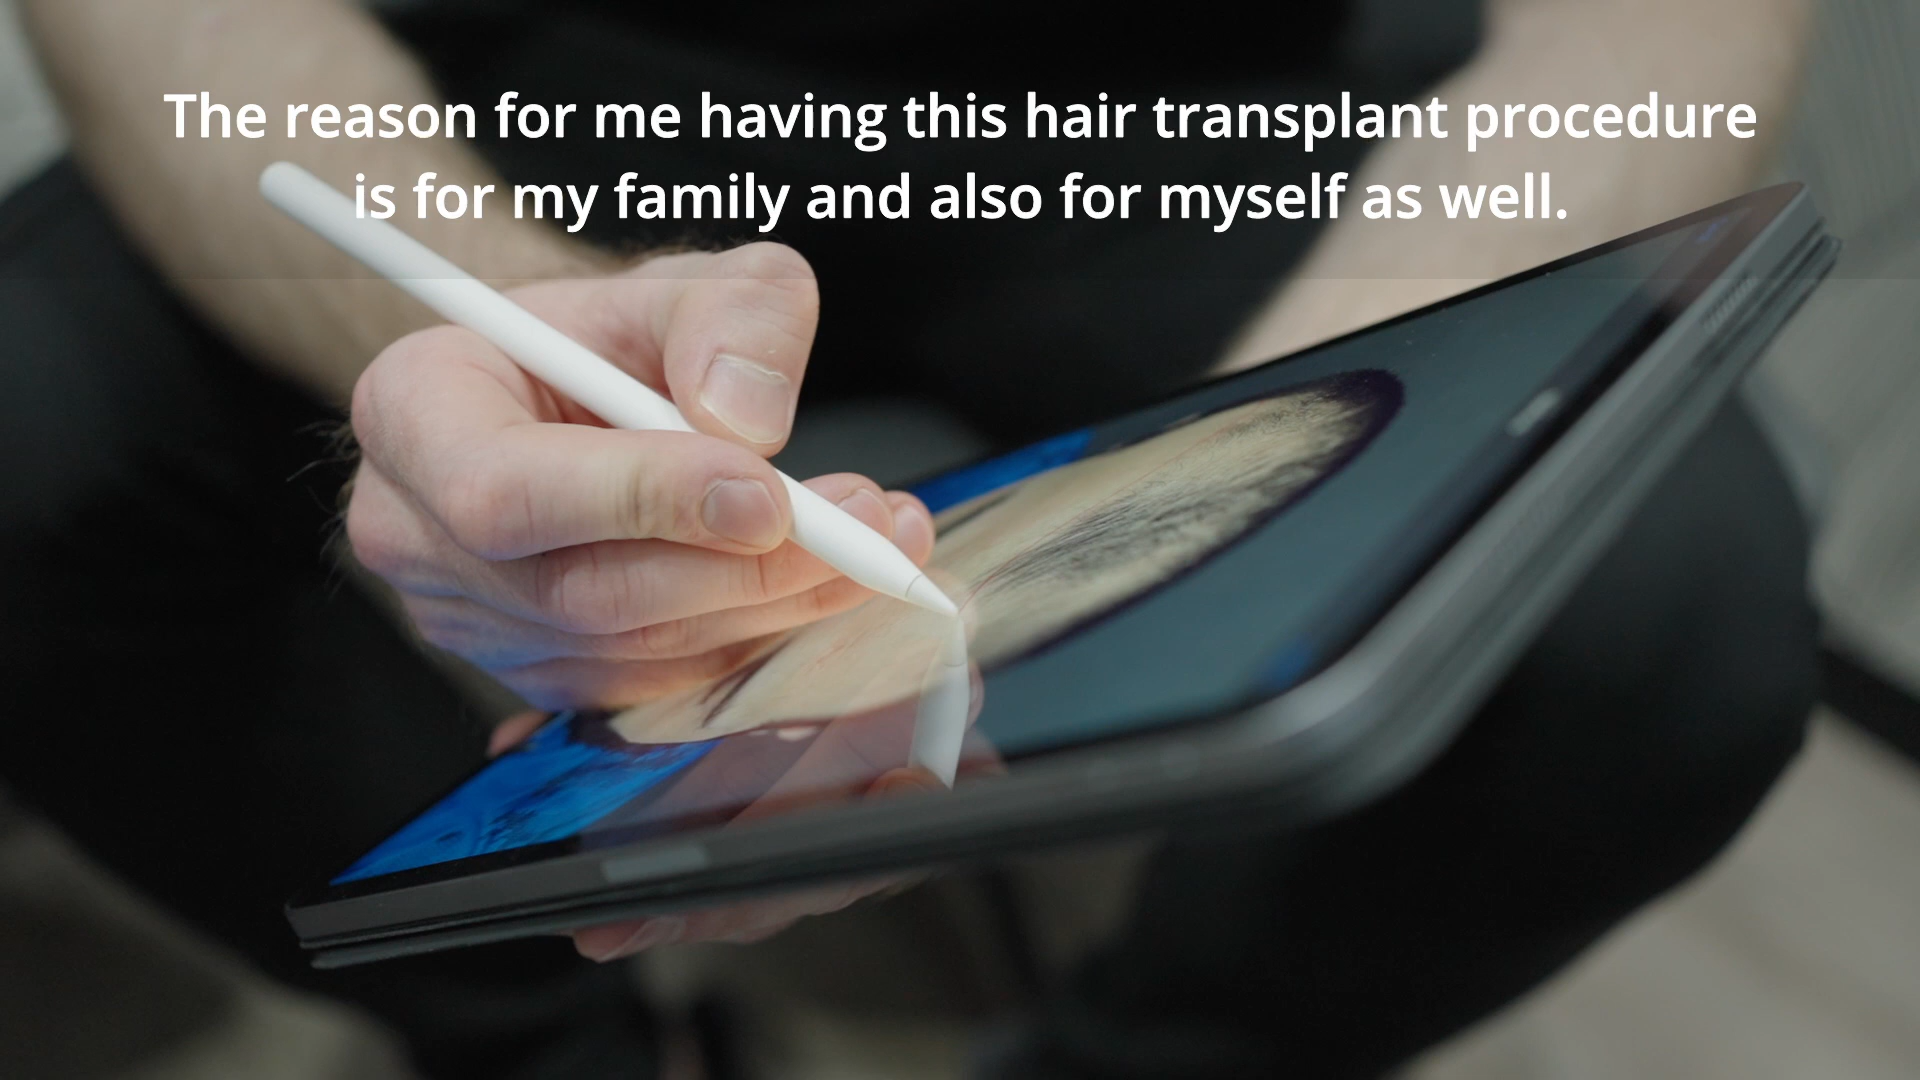 The reason for me having this hair transplant procedure
is for my family and also for myself as well.